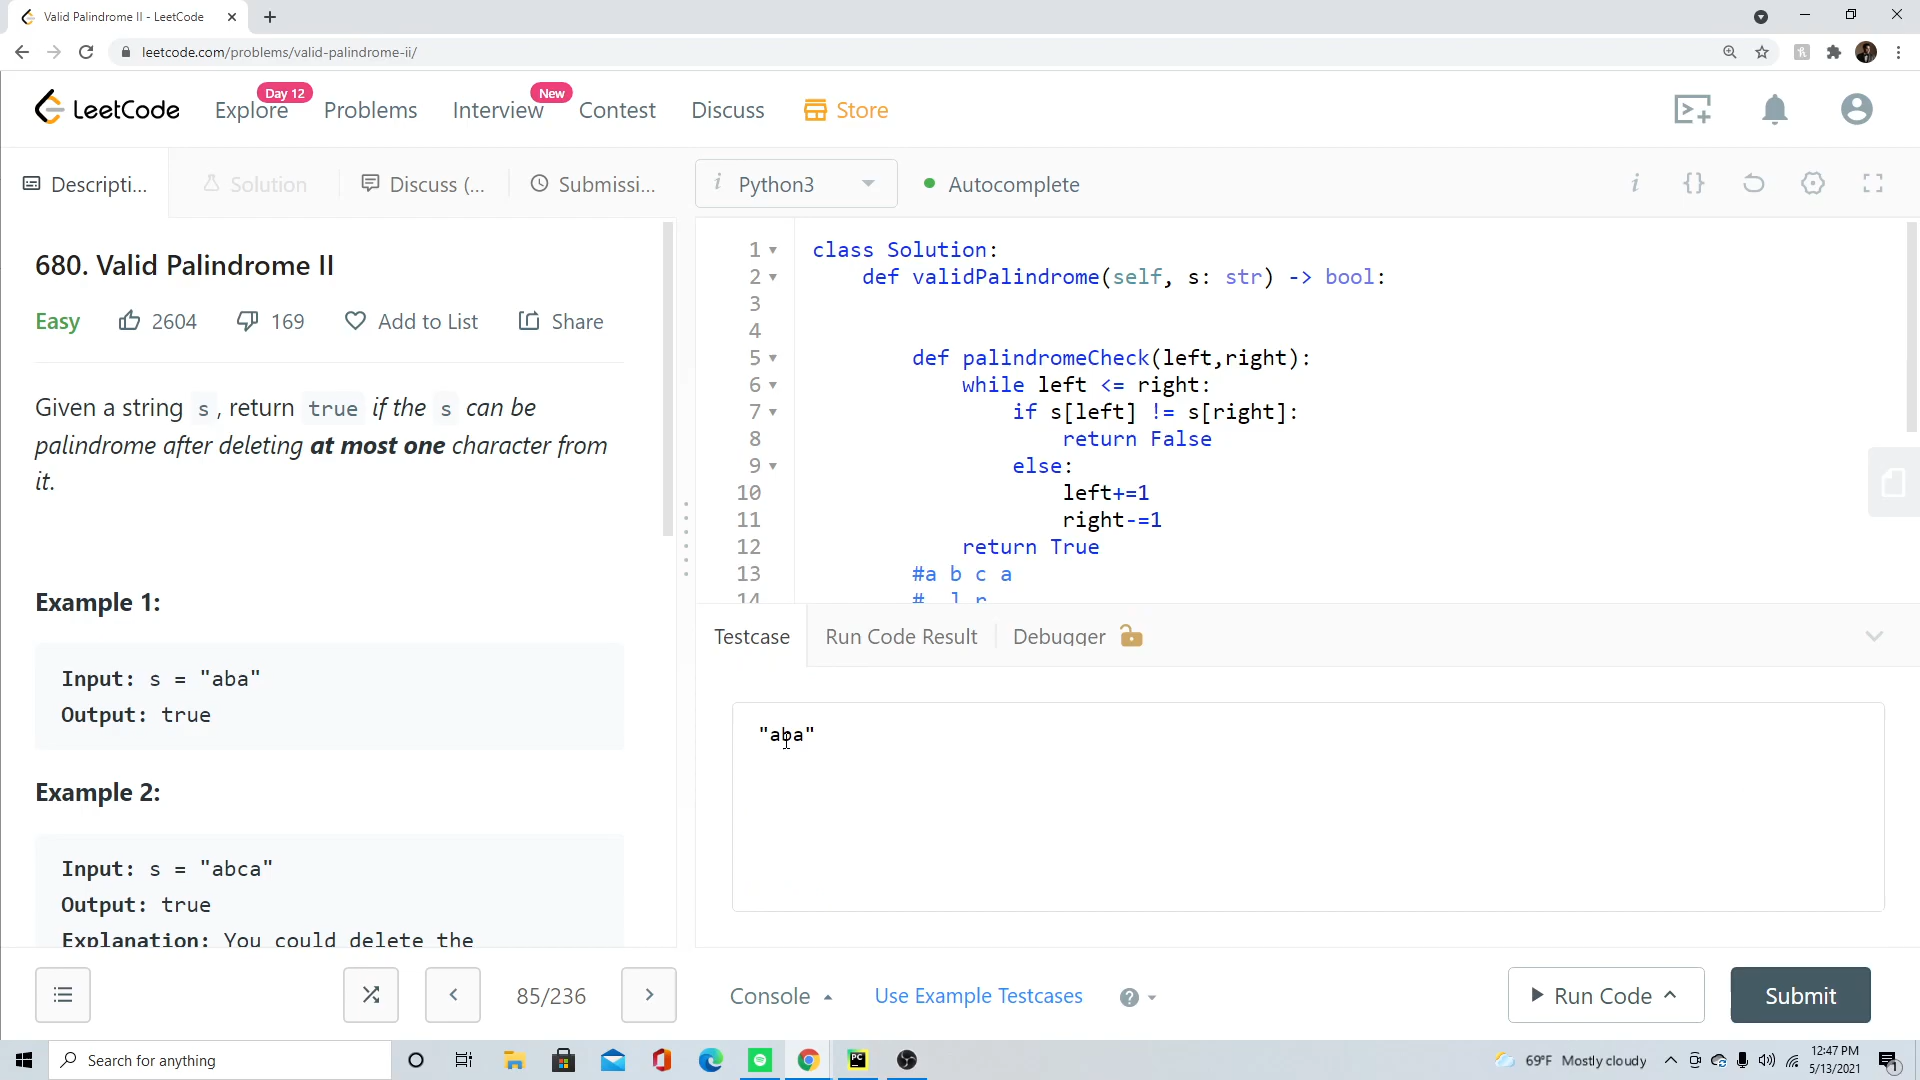 Valid Palindrome II - LeetCode
leetcode.com/problems/valid-palindrome-ii/
LeetCode
Explore
Day 12
Problems
Interview
New
Contest
Discuss
Store
Descripti...
Solution
Discuss (...
Submissi...
i Python3
Autocomplete
i {}
680. Valid Palindrome II
Easy 2604 169 Add to List Share
Given a string s, return true if the s can be
palindrome after deleting at most one character from
it.
Example 1:
Input: s = "aba"
Output: true
Example 2:
Input: s = "abca"
Output: true
Explanation: You could delete the
1 class Solution:
2 def validPalindrome(self, s: str) -> bool:
3
4
5 def palindromeCheck(left,right):
6 while left <= right:
7 if s[left] != s[right]:
8 return False
9 else:
10 left+=1
11 right-=1
12 return True
13 #a b c a
14 # l r
Testcase
Run Code Result
Debugger
"aba"
85/236
Console
Use Example Testcases
?
Run Code
Submit
Search for anything
PC
69°F Mostly cloudy
12:47 PM
5/13/2021
1